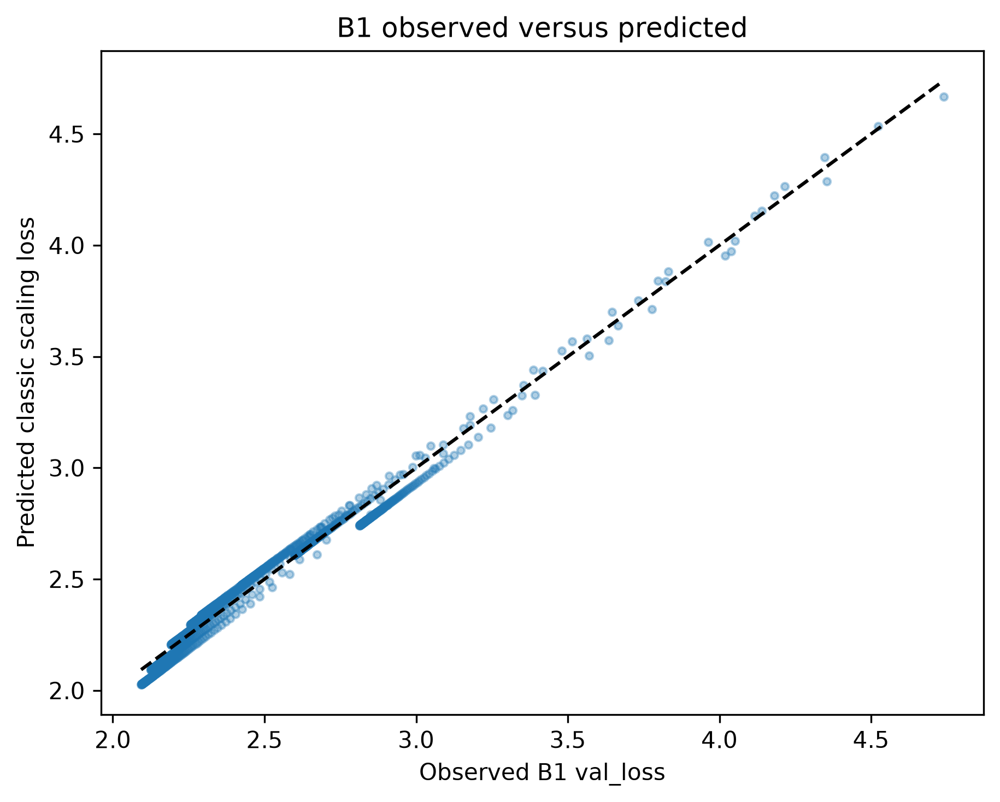 B1 observed versus predicted
Predicted classic scaling loss
4.5
4.0
3.5
3.0
2.5
2.0
2.0 2.5 3.0 3.5 4.0 4.5
Observed B1 val_loss